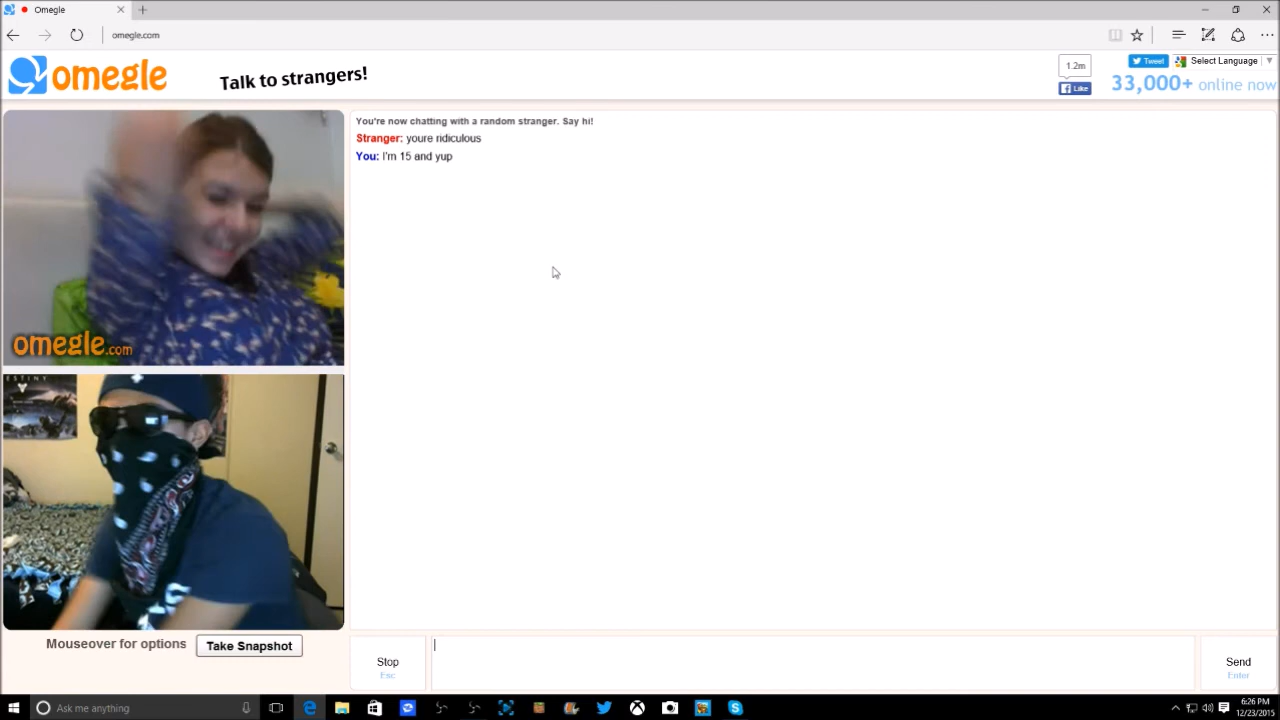 Omegle
omegle.com
omegle
Talk to strangers!
1.2m
Like
Tweet
Select Language
33,000+ online now
You're now chatting with a random stranger. Say hi!
Stranger: youre ridiculous
You: I'm 15 and yup
omegle.com
ESTINY
Mouseover for options
Take Snapshot
Stop
Esc
Send
Enter
Ask me anything
6:26 PM
12/23/2015